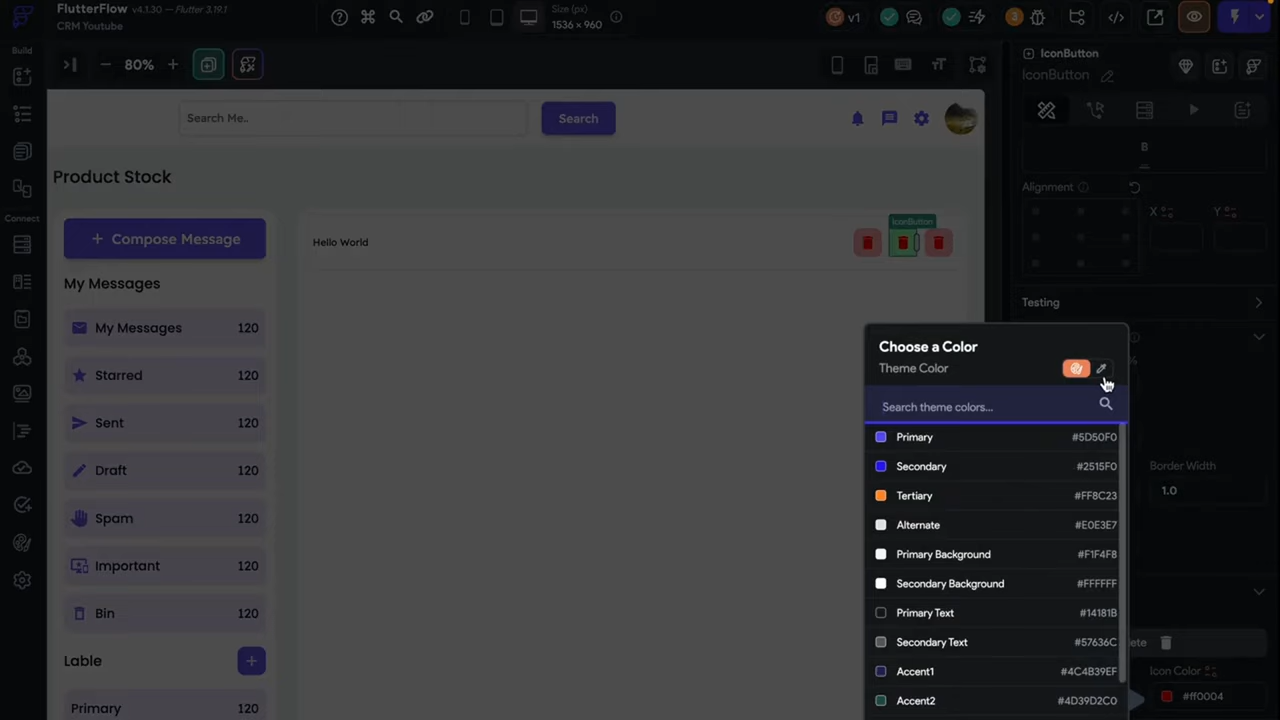 FlutterFlow v4.1.30 - Flutter 3.19.1
CRM Youtube
Size (px)
1536 × 960
v1
3
Build
80%
IconButton
IconButton
B
Alignment
X
Y
Testing
Connect
Search Me..
Search
Product Stock
Compose Message
My Messages
My Messages 120
Starred 120
Sent 120
Draft 120
Spam 120
Important 120
Bin 120
Lable
Primary
Hello World
IconButton
Choose a Color
Theme Color
Search theme colors...
Primary #5D50F0
Secondary #2515F0
Tertiary #FF8C23
Alternate #E0E3E7
Primary Background #F1F4F8
Secondary Background #FFFFFF
Primary Text #14181B
Secondary Text #57636C
Accent1 #4C4B39EF
Accent2 #4D39D2C0
%
Border Width
1.0
Icon Color
#ff0004